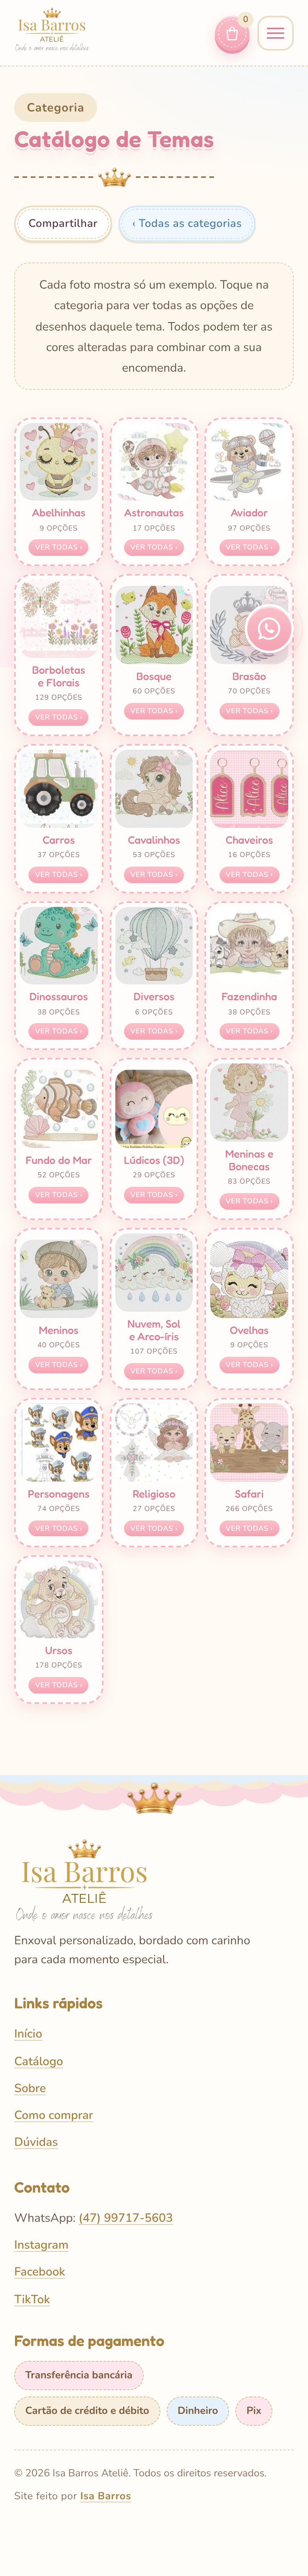 Isa Barros
ATELIÊ
Onde o amor nasce nos detalhes
0
Categoria
Catálogo de Temas
Compartilhar
‹ Todas as categorias
Cada foto mostra só um exemplo. Toque na
categoria para ver todas as opções de
desenhos daquele tema. Todos podem ter as
cores alteradas para combinar com a sua
encomenda.
Abelhinhas
9 OPÇÕES
VER TODAS ›
Astronautas
17 OPÇÕES
VER TODAS ›
Aviador
97 OPÇÕES
VER TODAS ›
Borboletas
e Florais
129 OPÇÕES
VER TODAS ›
Bosque
60 OPÇÕES
VER TODAS ›
Brasão
70 OPÇÕES
VER TODAS ›
Carros
37 OPÇÕES
VER TODAS ›
Cavalinhos
53 OPÇÕES
VER TODAS ›
Alice
Alice
Alice
Chaveiros
16 OPÇÕES
VER TODAS ›
Dinossauros
38 OPÇÕES
VER TODAS ›
Diversos
6 OPÇÕES
VER TODAS ›
Fazendinha
38 OPÇÕES
VER TODAS ›
Fundo do Mar
52 OPÇÕES
VER TODAS ›
Lúdicos (3D)
29 OPÇÕES
VER TODAS ›
Meninas e
Bonecas
83 OPÇÕES
VER TODAS ›
Meninos
40 OPÇÕES
VER TODAS ›
Nuvem, Sol
e Arco-íris
107 OPÇÕES
VER TODAS ›
Ovelhas
9 OPÇÕES
VER TODAS ›
Personagens
74 OPÇÕES
VER TODAS ›
Religioso
27 OPÇÕES
VER TODAS ›
Safari
266 OPÇÕES
VER TODAS ›
Ursos
178 OPÇÕES
VER TODAS ›
Isa Barros
ATELIÊ
Onde o amor nasce nos detalhes
Enxoval personalizado, bordado com carinho
para cada momento especial.
Links rápidos
Início
Catálogo
Sobre
Como comprar
Dúvidas
Contato
WhatsApp: (47) 99717-5603
Instagram
Facebook
TikTok
Formas de pagamento
Transferência bancária
Cartão de crédito e débito
Dinheiro
Pix
© 2026 Isa Barros Ateliê. Todos os direitos reservados.
Site feito por Isa Barros